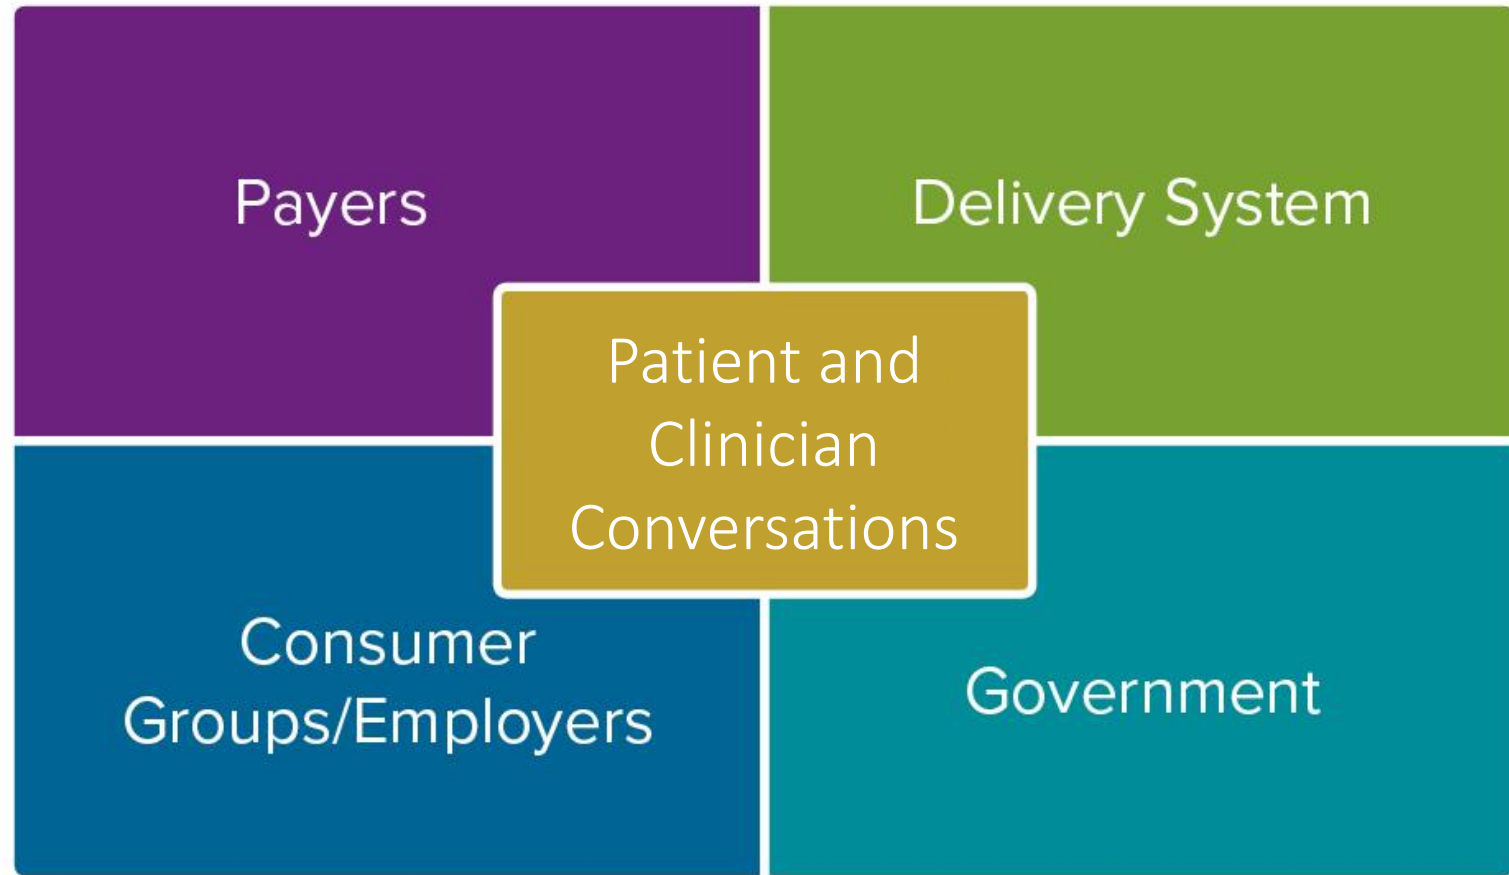 Payers
Delivery System
Patient and
Clinician
Conversations
Consumer
Groups/Employers
Government